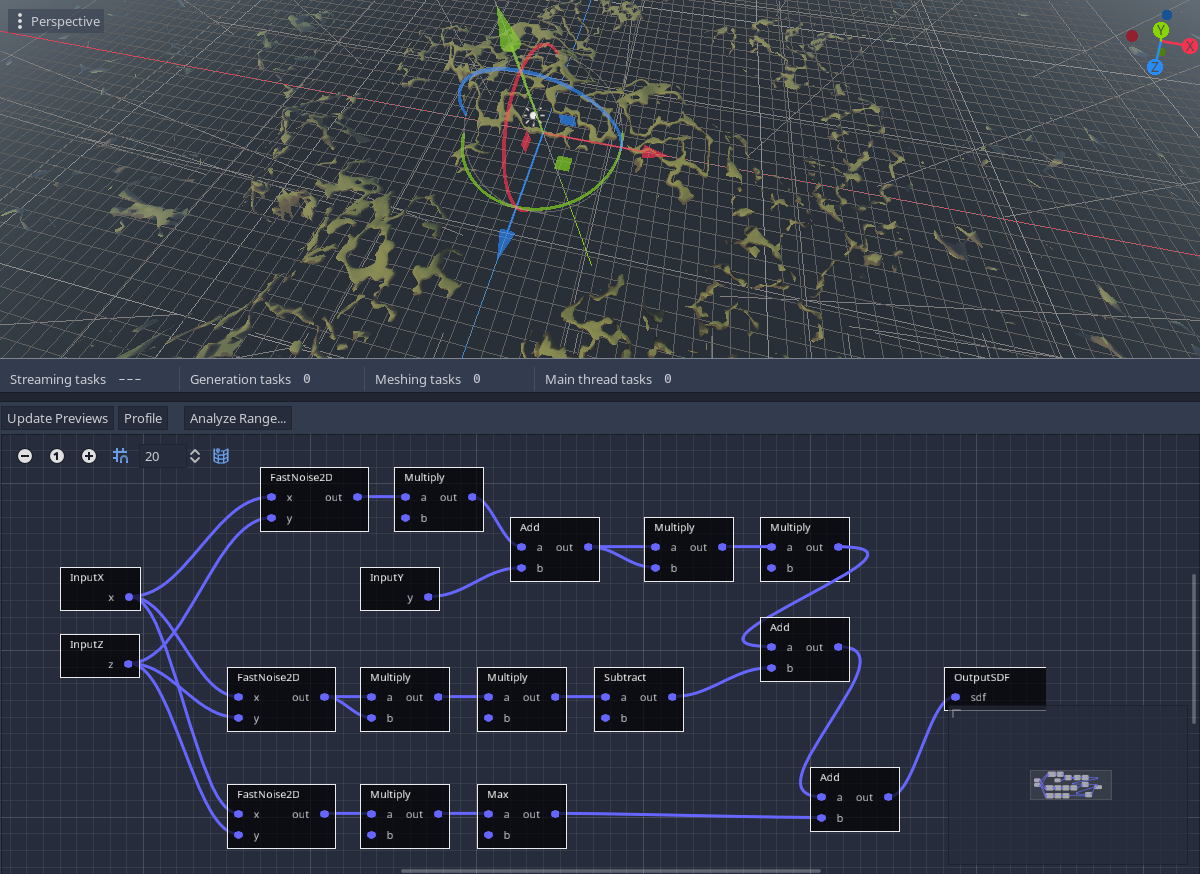 Perspective
Y
X
Z
Streaming tasks ---
Generation tasks 0
Meshing tasks 0
Main thread tasks 0
Update Previews
Profile
Analyze Range...
1
20
FastNoise2D
x out
y
Multiply
a out
b
Add
a out
b
Multiply
a out
b
Multiply
a out
b
InputX
x
InputY
y
InputZ
z
Add
a out
b
FastNoise2D
x out
y
Multiply
a out
b
Multiply
a out
b
Subtract
a out
b
OutputSDF
sdf
FastNoise2D
x out
y
Multiply
a out
b
Max
a out
b
Add
a out
b